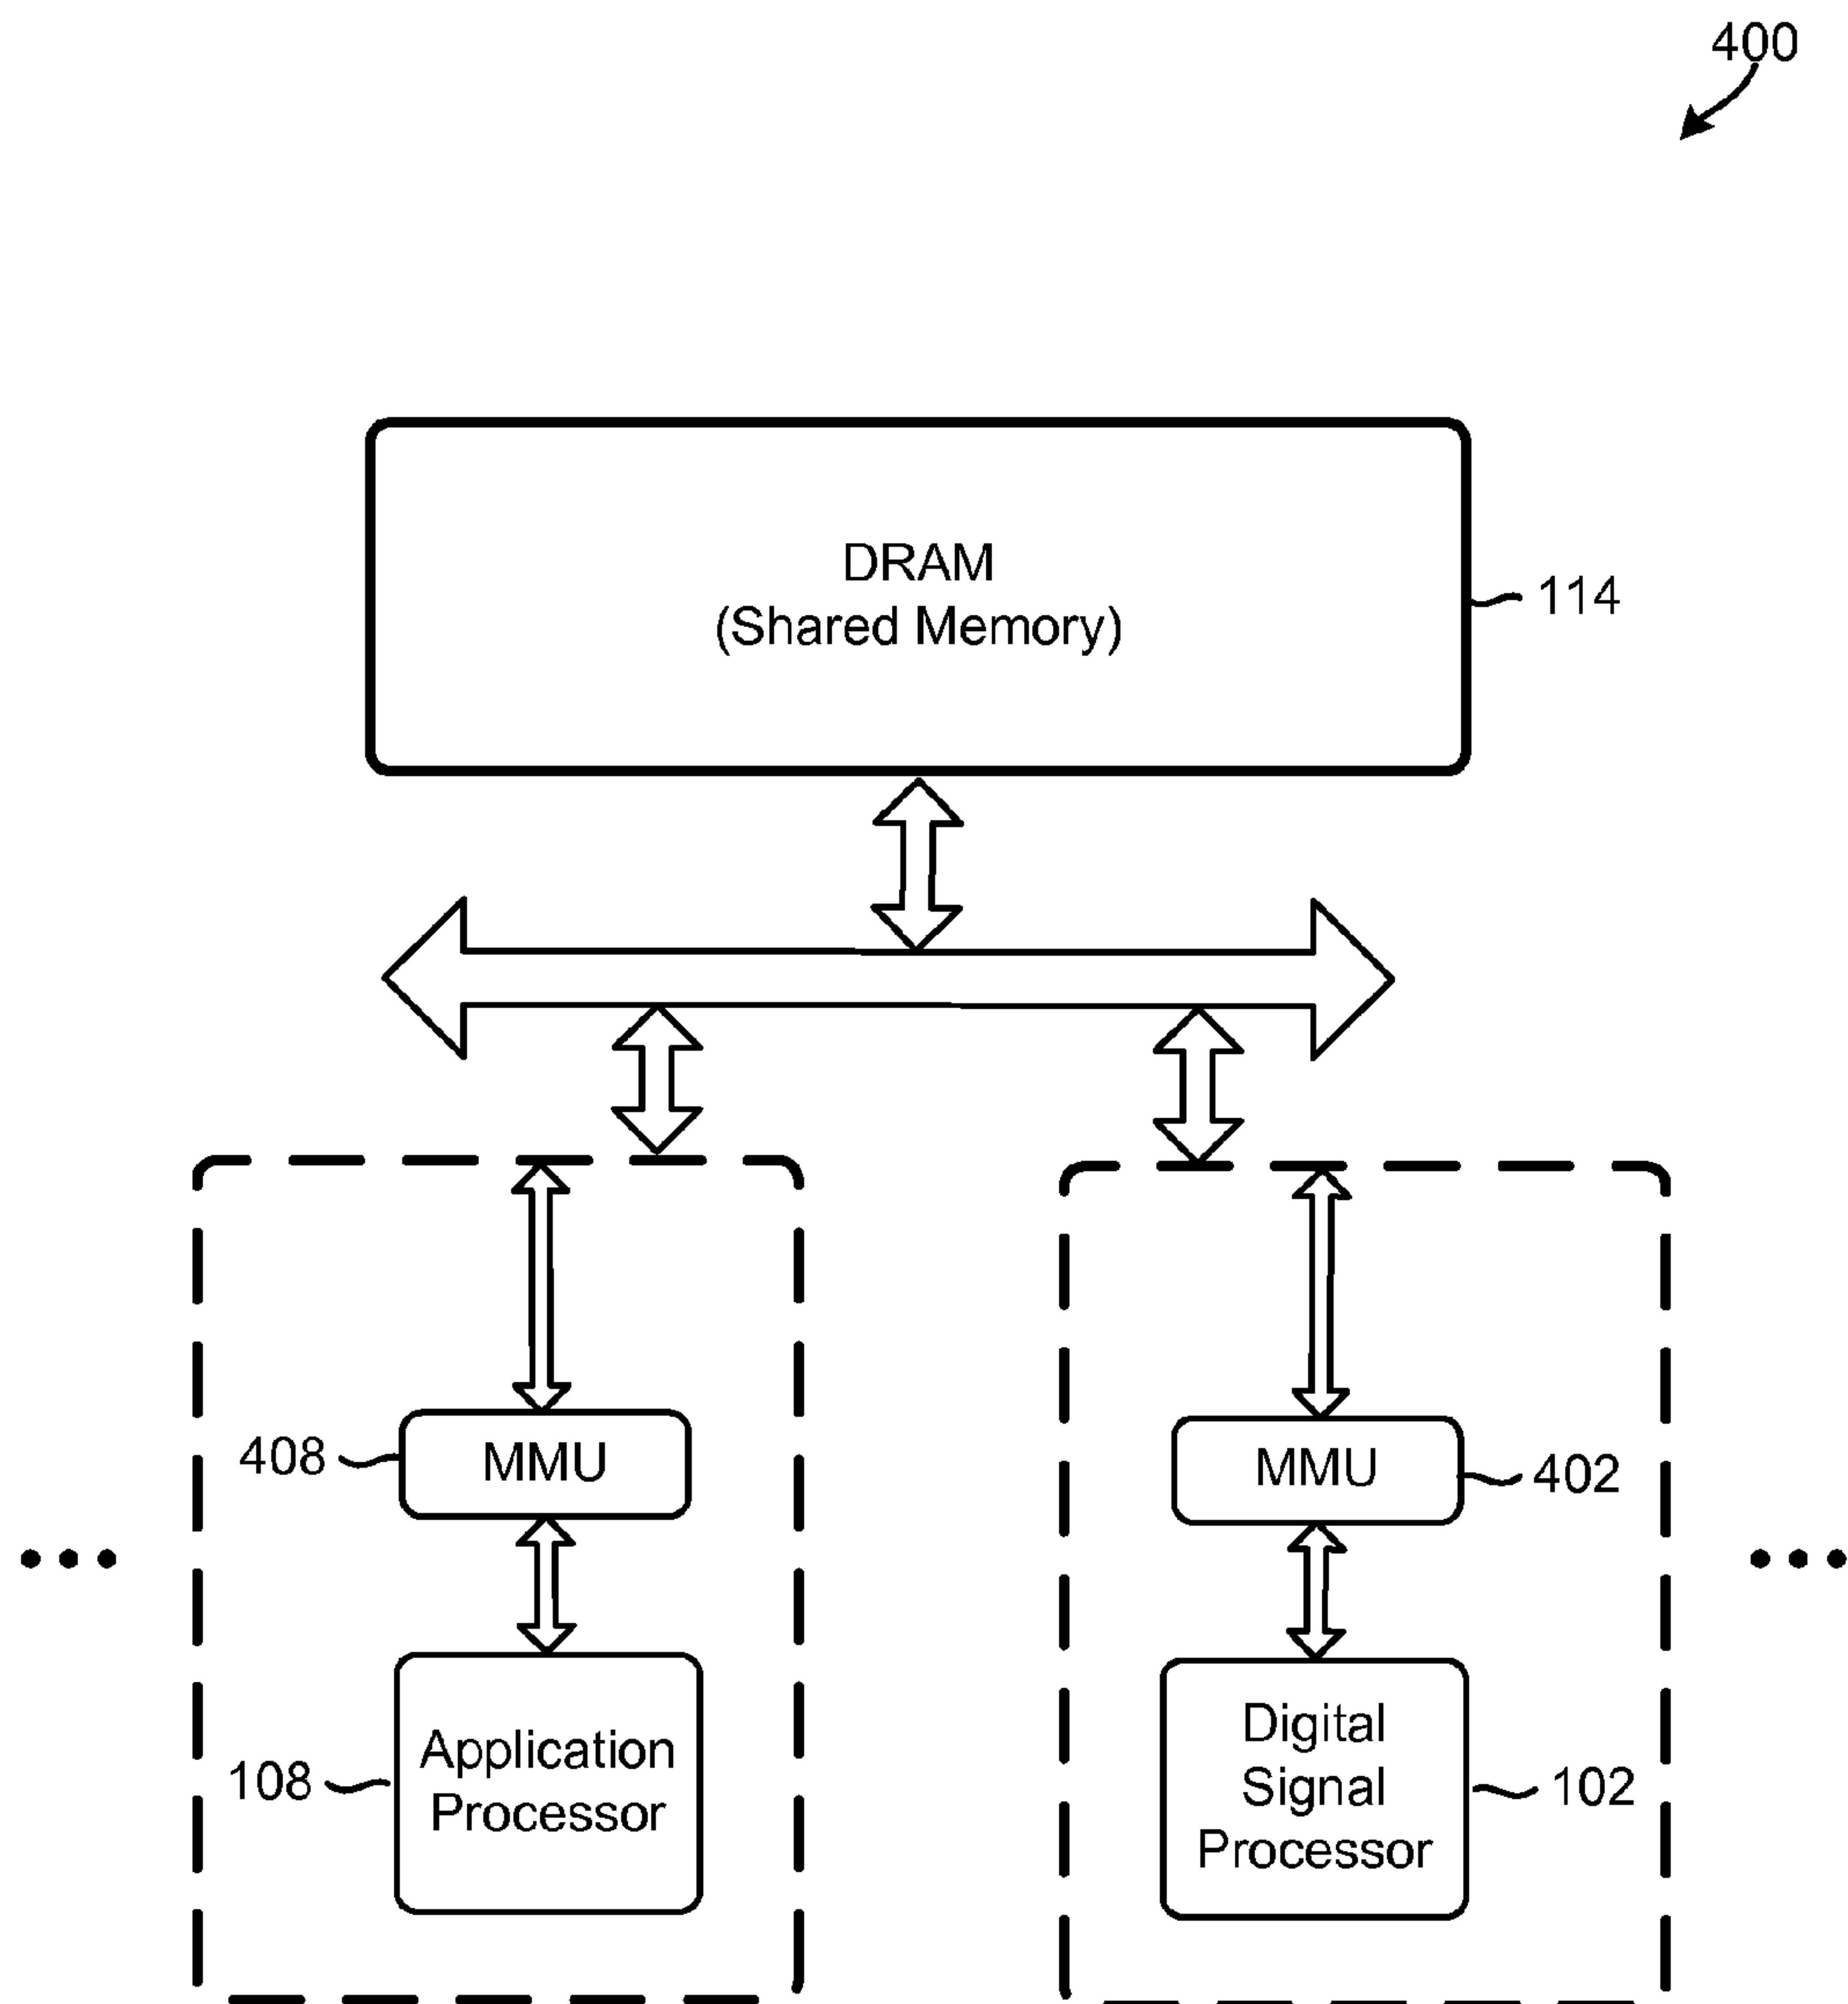 400
DRAM
(Shared Memory)
114
408
MMU
MMU
402
108
Application
Processor
Digital
Signal
Processor
102